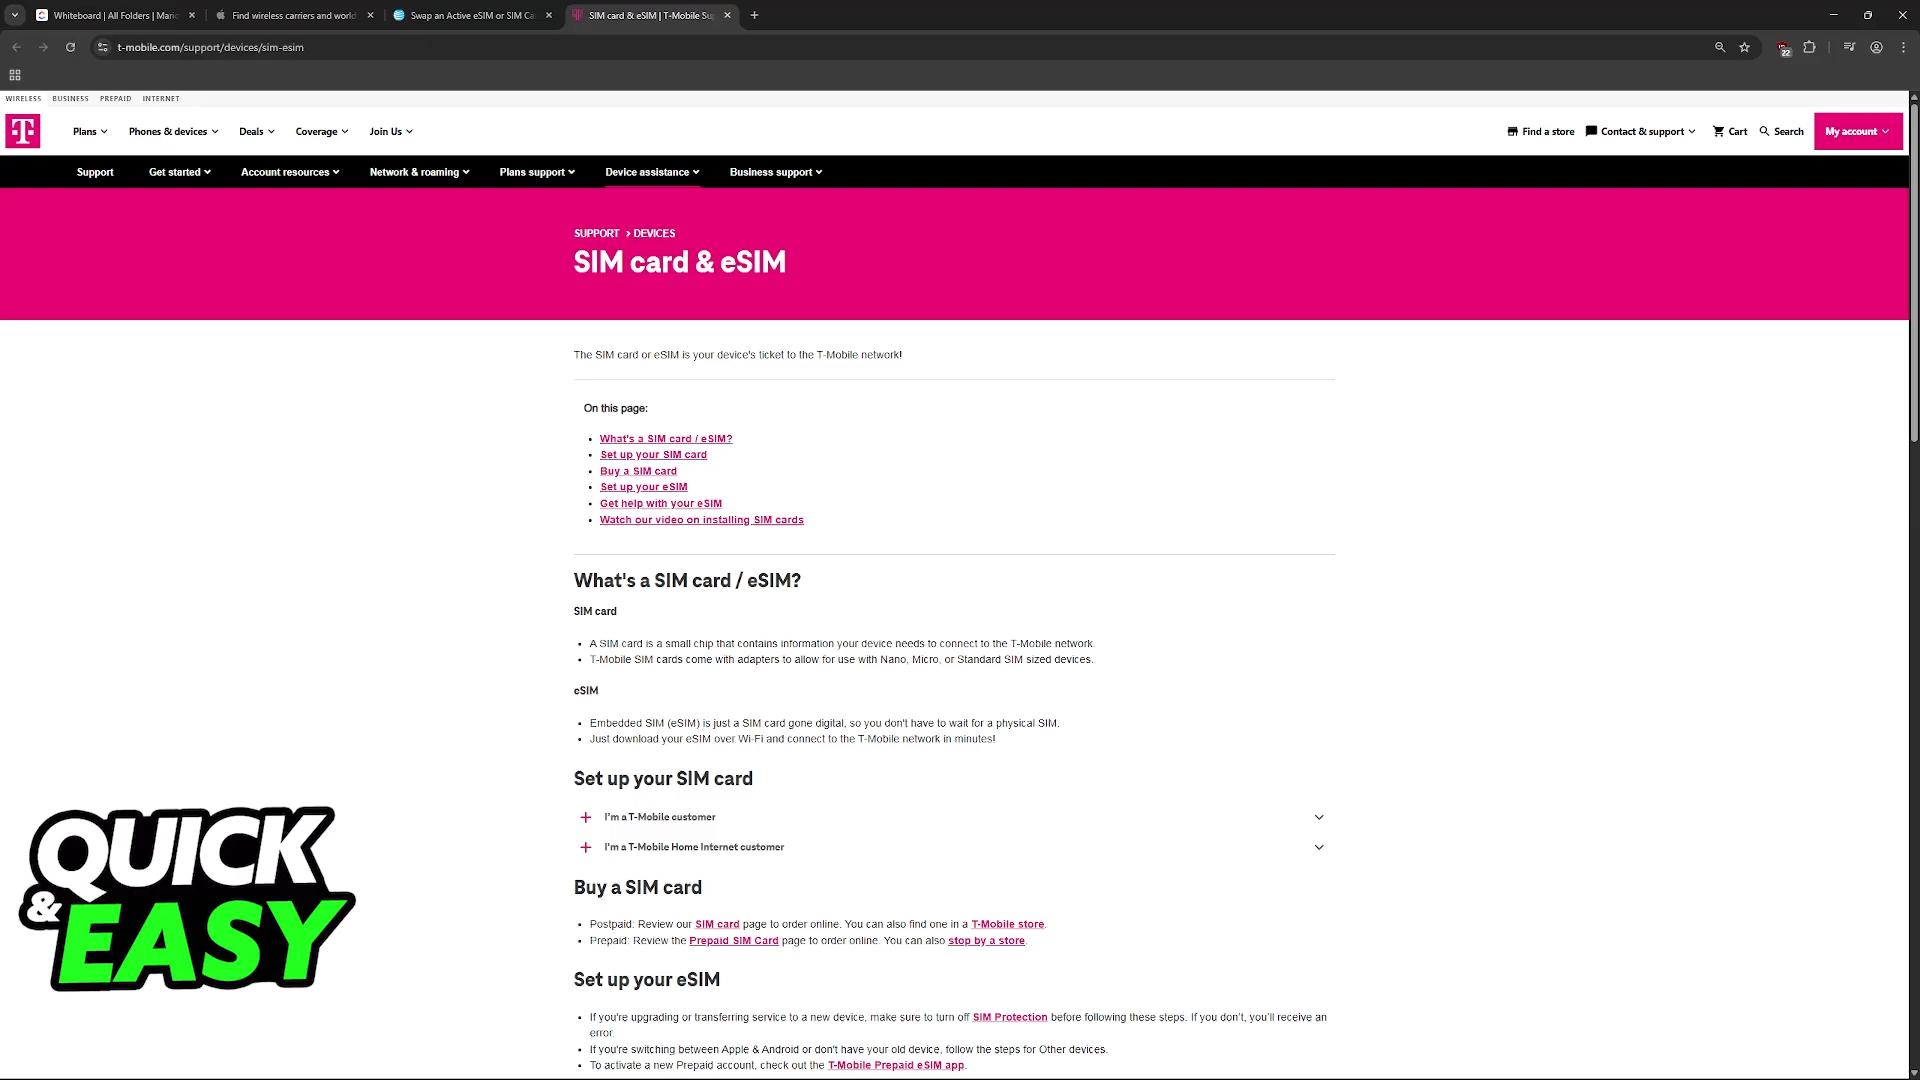 Whiteboard | All Folders | Mario
Find wireless carriers and world
Swap an Active eSIM or SIM Ca
SIM card & eSIM | T-Mobile Su
t-mobile.com/support/devices/sim-esim
22
WIRELESS BUSINESS PREPAID INTERNET
T Plans Phones & devices Deals Coverage Join Us Find a store Contact & support Cart Search My account
Support Get started Account resources Network & roaming Plans support Device assistance Business support
SUPPORT > DEVICES
SIM card & eSIM
The SIM card or eSIM is your device's ticket to the T-Mobile network!
On this page:
• What's a SIM card / eSIM?
• Set up your SIM card
• Buy a SIM card
• Set up your eSIM
• Get help with your eSIM
• Watch our video on installing SIM cards
What's a SIM card / eSIM?
SIM card
• A SIM card is a small chip that contains information your device needs to connect to the T-Mobile network.
• T-Mobile SIM cards come with adapters to allow for use with Nano, Micro, or Standard SIM sized devices.
eSIM
• Embedded SIM (eSIM) is just a SIM card gone digital, so you don't have to wait for a physical SIM.
• Just download your eSIM over Wi-Fi and connect to the T-Mobile network in minutes!
Set up your SIM card
+ I'm a T-Mobile customer
+ I'm a T-Mobile Home Internet customer
Buy a SIM card
• Postpaid: Review our SIM card page to order online. You can also find one in a T-Mobile store.
• Prepaid: Review the Prepaid SIM Card page to order online. You can also stop by a store.
Set up your eSIM
• If you're upgrading or transferring service to a new device, make sure to turn off SIM Protection before following these steps. If you don't, you'll receive an
error.
• If you're switching between Apple & Android or don't have your old device, follow the steps for Other devices.
• To activate a new Prepaid account, check out the T-Mobile Prepaid eSIM app.
QUICK
& EASY